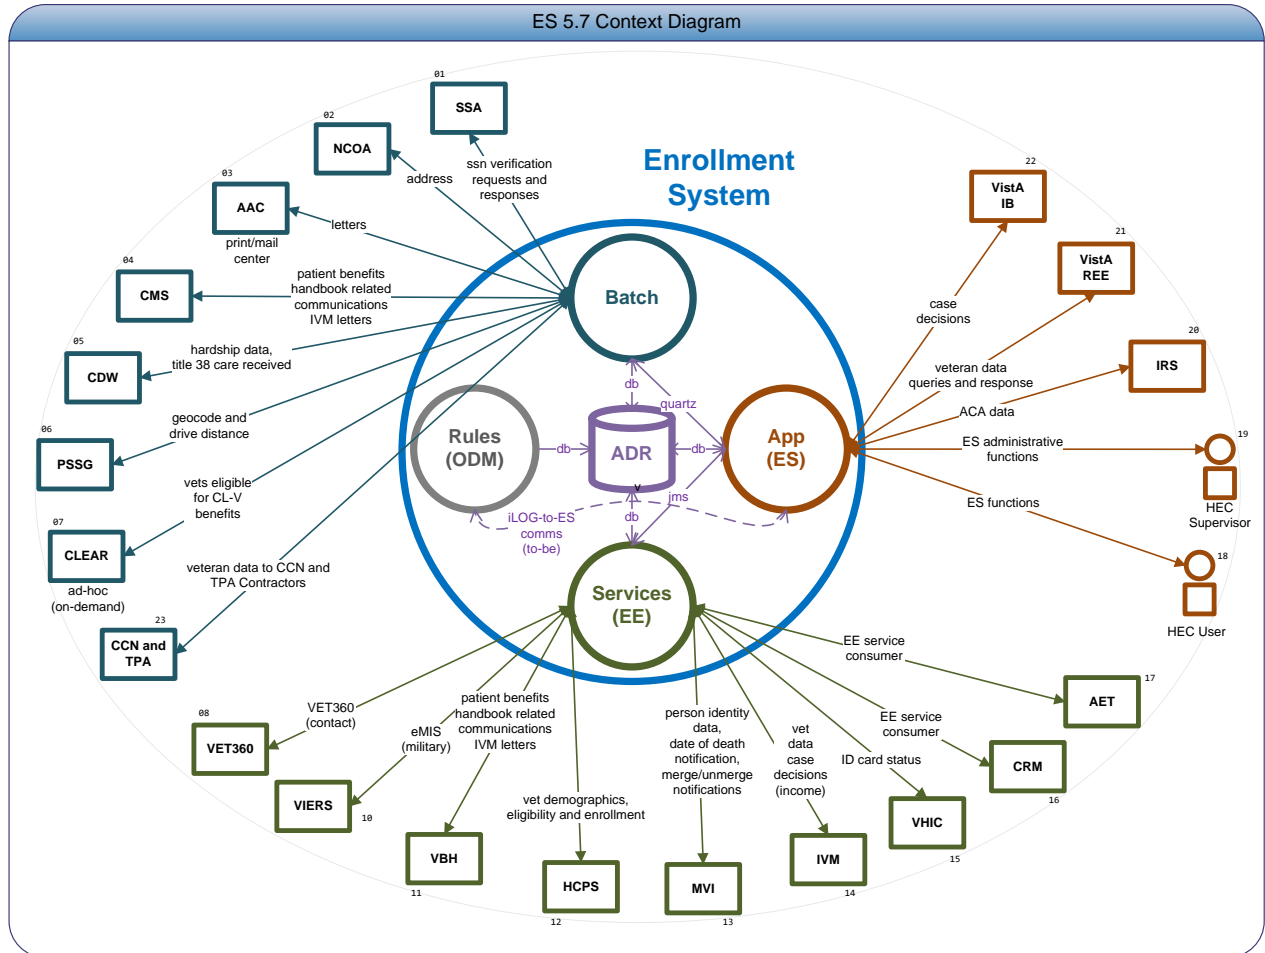 ES 5.7 Context Diagram
01
SSA
02
NCOA
03
AAC
print/mail
center
04
CMS
05
CDW
06
PSSG
07
CLEAR
ad-hoc
(on-demand)
23
CCN and
TPA
ssn verification
requests and
responses
address
letters
patient benefits
handbook related
communications
IVM letters
hardship data,
title 38 care received
geocode and
drive distance
vets eligible
for CL-V
benefits
veteran data to CCN and
TPA Contractors
Enrollment
System
Batch
Rules
(ODM)
ADR
v
App
(ES)
Services
(EE)
db
quartz
db
db
jms
db
iLOG-to-ES
comms
(to-be)
22
VistA
IB
21
VistA
REE
20
IRS
19
HEC
Supervisor
18
HEC User
case
decisions
veteran data
queries and response
ACA data
ES administrative
functions
ES functions
EE service
consumer
17
AET
EE service
consumer
CRM
16
ID card status
VHIC
15
vet
data
case
decisions
(income)
IVM
14
person identity
data,
date of death
notification,
merge/unmerge
notifications
MVI
13
vet demographics,
eligibility and enrollment
HCPS
12
patient benefits
handbook related
communications
IVM letters
VBH
11
eMIS
(military)
VIERS
10
VET360
(contact)
08
VET360